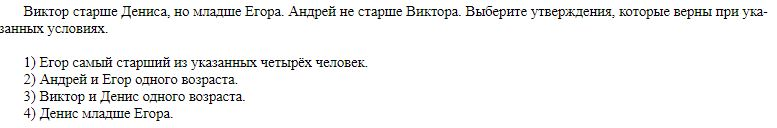 Виктор старше Дениса, но младше Егора. Андрей не старше Виктора. Выберите утверждения, которые верны при ука-
занных условиях.
1) Егор самый старший из указанных четырёх человек.
2) Андрей и Егор одного возраста.
3) Виктор и Денис одного возраста.
4) Денис младше Егора.